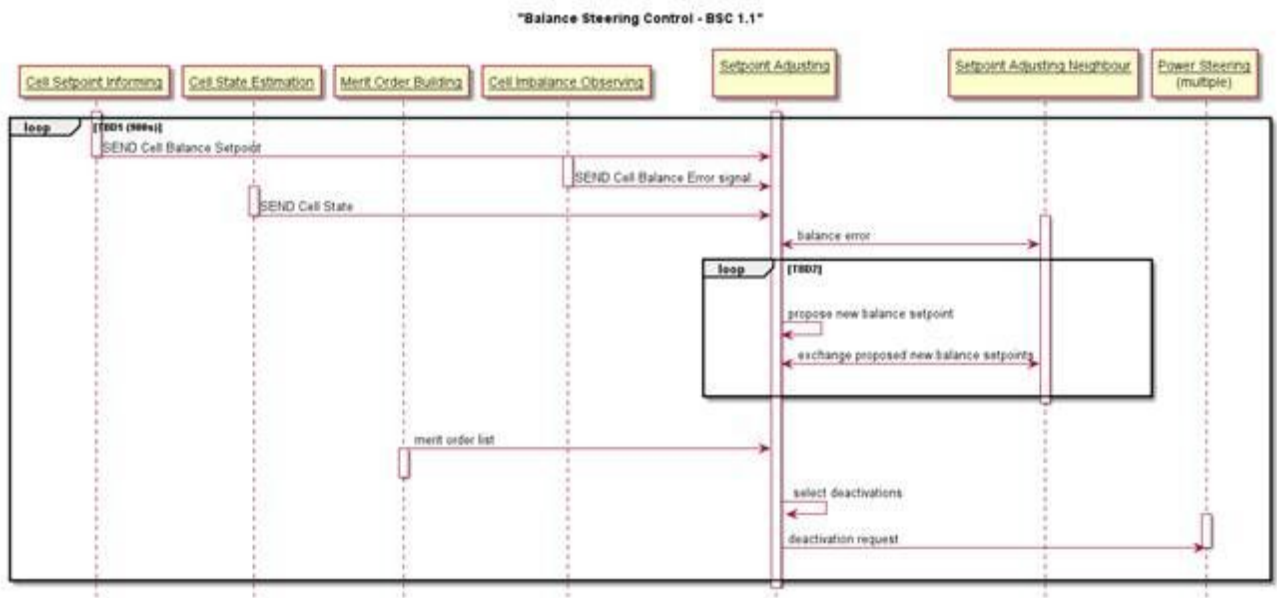 "Balance Steering Control - BSC 1.1"
Cell Setpoint Informing
Cell State Estimation
Merit Order Building
Cell Imbalance Observing
Setpoint Adjusting
Setpoint Adjusting Neighbour
Power Steering
(multiple)
loop [TBD1 (900s)]
SEND Cell Balance Setpoint
SEND Cell Balance Error signal
SEND Cell State
balance error
loop [TBD2]
propose new balance setpoint
exchange proposed new balance setpoints
merit order list
select deactivations
deactivation request